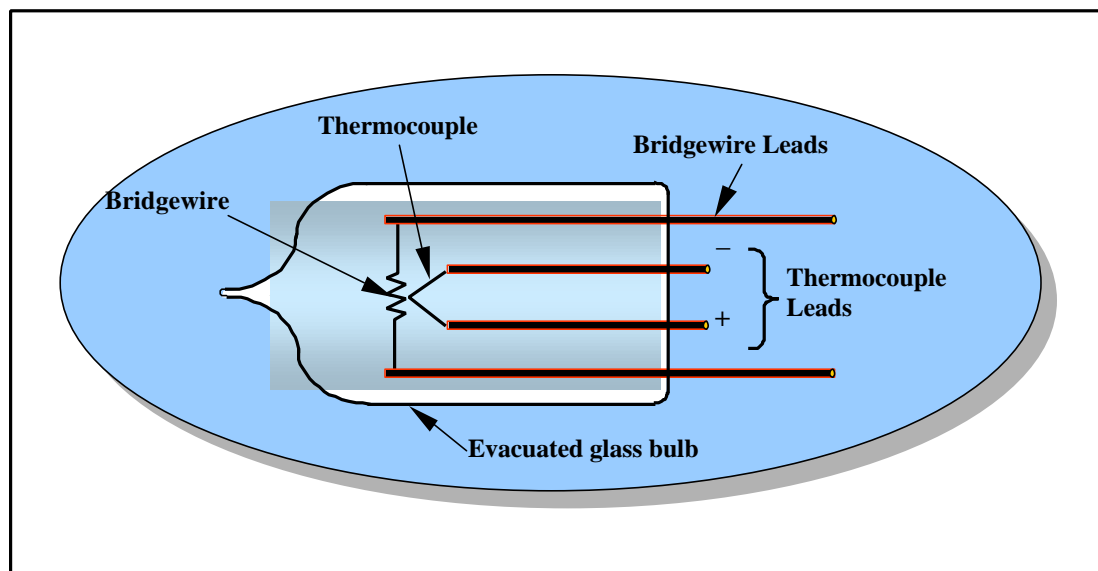 Thermocouple
Bridgewire Leads
Bridgewire
−
Thermocouple
Leads
+
Evacuated glass bulb